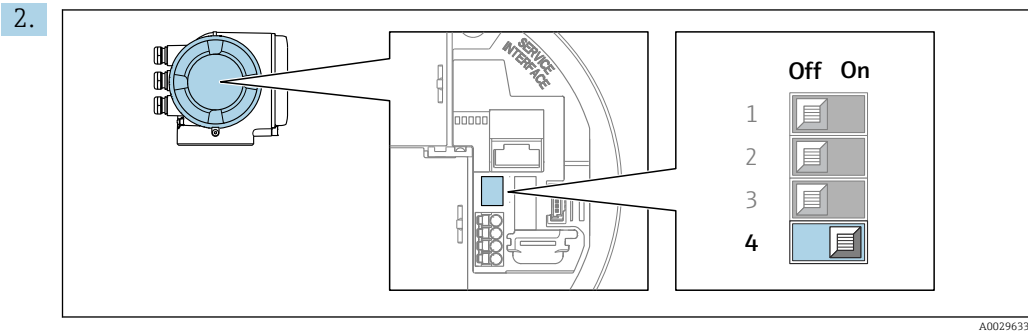 2.
SERVICE
INTERFACE
Off On
1
2
3
4
A0029633